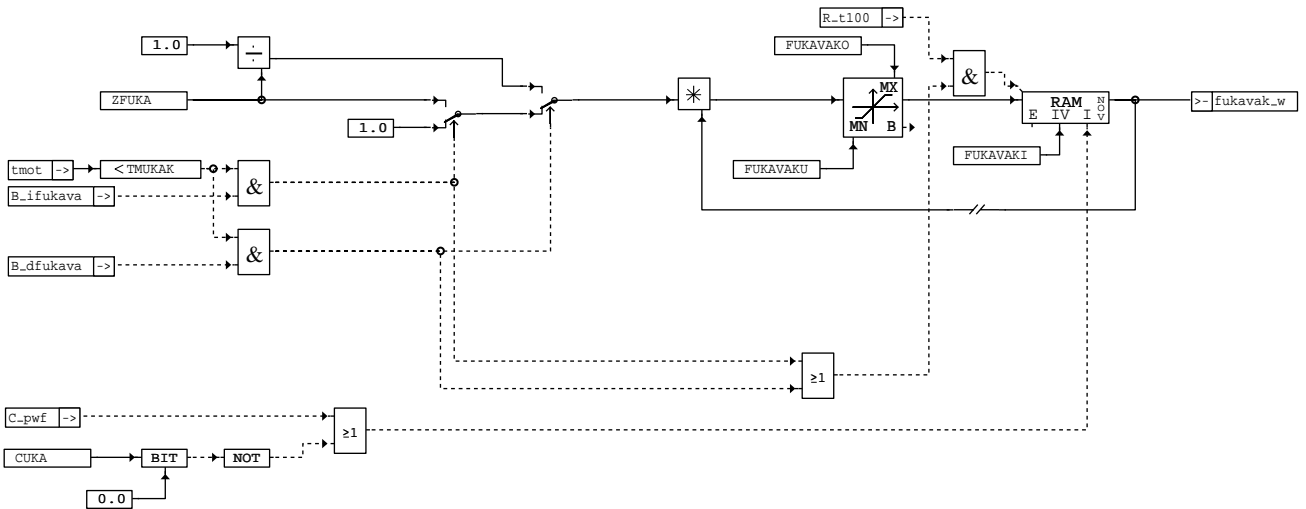 R_t100 ->
1.0
÷
FUKAVAKO
&
ZFUKA
MX
MN B
RAM
NOV
E IV I
>- fukavak_w
1.0
FUKAVAKI
tmot ->
<TMUKAK
FUKAVAKU
B_ifukava ->
&
B_dfukava ->
&
≥1
C_pwf ->
≥1
CUKA
BIT
NOT
0.0